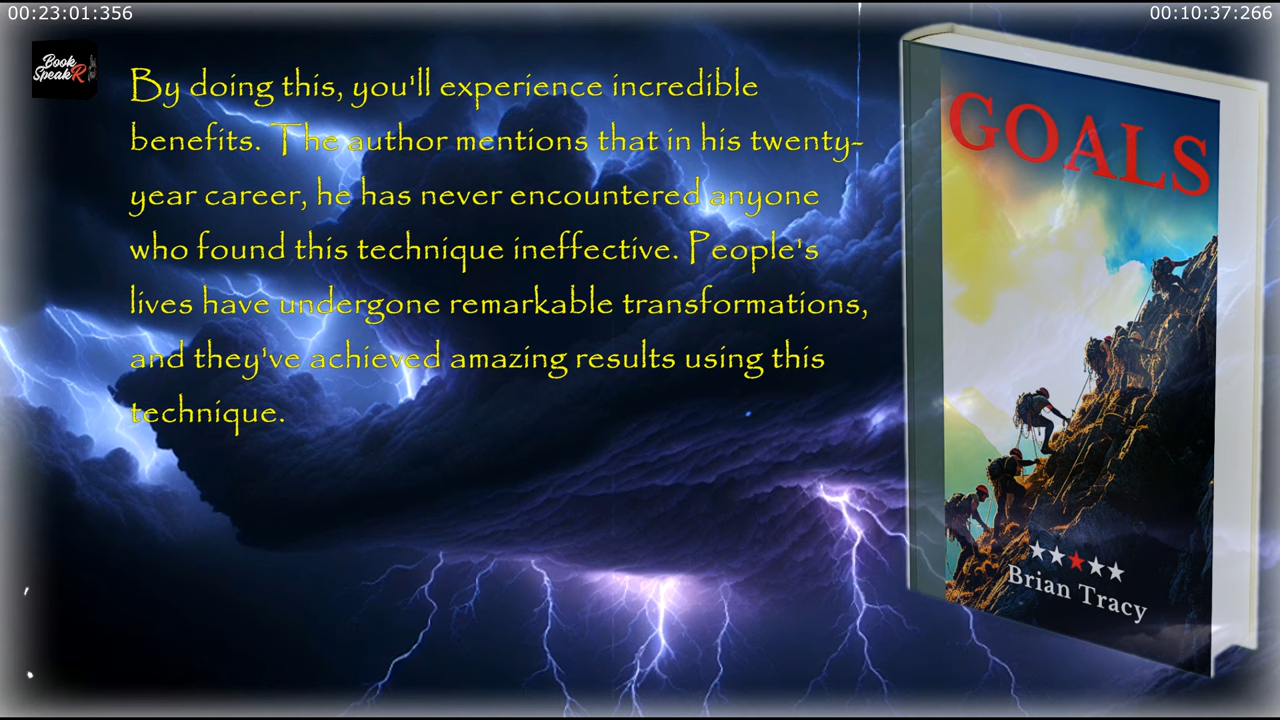 00:23:01:356
00:10:37:266
Book
SpeakR
By doing this, you'll experience incredible
benefits. The author mentions that in his twenty-
year career, he has never encountered anyone
who found this technique ineffective. People's
lives have undergone remarkable transformations,
and they've achieved amazing results using this
technique.
GOALS
Brian Tracy